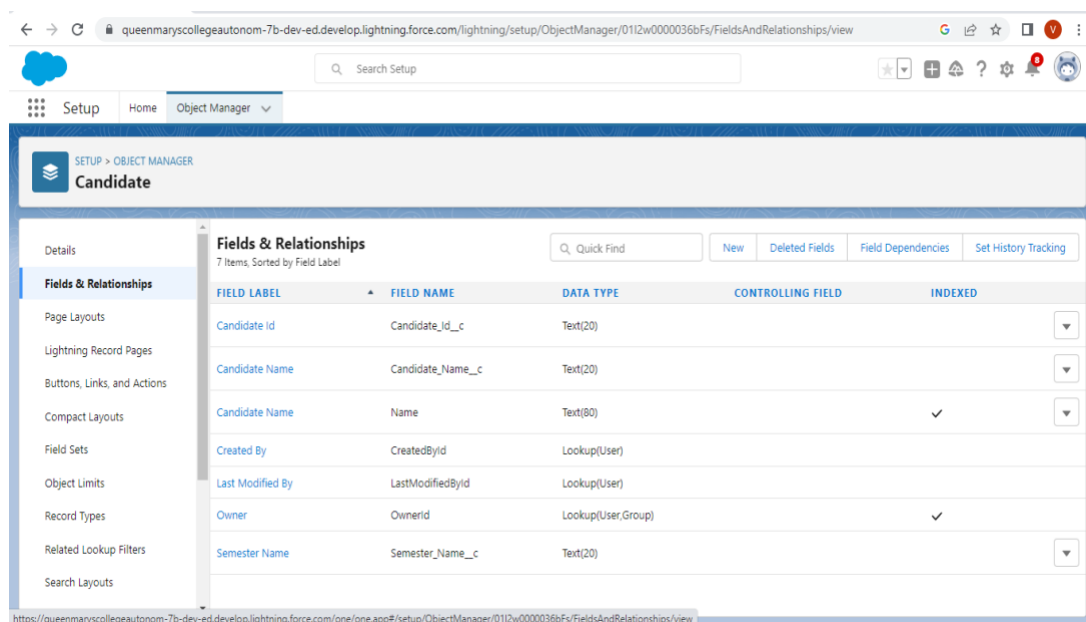 queenmaryscollegeautonom-7b-dev-ed.develop.lightning.force.com/lightning/setup/ObjectManager/01I2w0000036bFs/FieldsAndRelationships/view G V
Search Setup 8
Setup Home Object Manager
SETUP > OBJECT MANAGER
Candidate
Details
Fields & Relationships
Page Layouts
Lightning Record Pages
Buttons, Links, and Actions
Compact Layouts
Field Sets
Object Limits
Record Types
Related Lookup Filters
Search Layouts
Fields & Relationships
7 Items, Sorted by Field Label
Quick Find New Deleted Fields Field Dependencies Set History Tracking
FIELD LABEL FIELD NAME DATA TYPE CONTROLLING FIELD INDEXED
Candidate Id Candidate_Id__c Text(20)
Candidate Name Candidate_Name__c Text(20)
Candidate Name Name Text(80)
Created By CreatedById Lookup(User)
Last Modified By LastModifiedById Lookup(User)
Owner OwnerId Lookup(User,Group)
Semester Name Semester_Name__c Text(20)
https://queenmaryscollegeautonom-7b-dev-ed.develop.lightning.force.com/one/one.app#/setup/ObjectManager/01I2w0000036bFs/FieldsAndRelationships/view